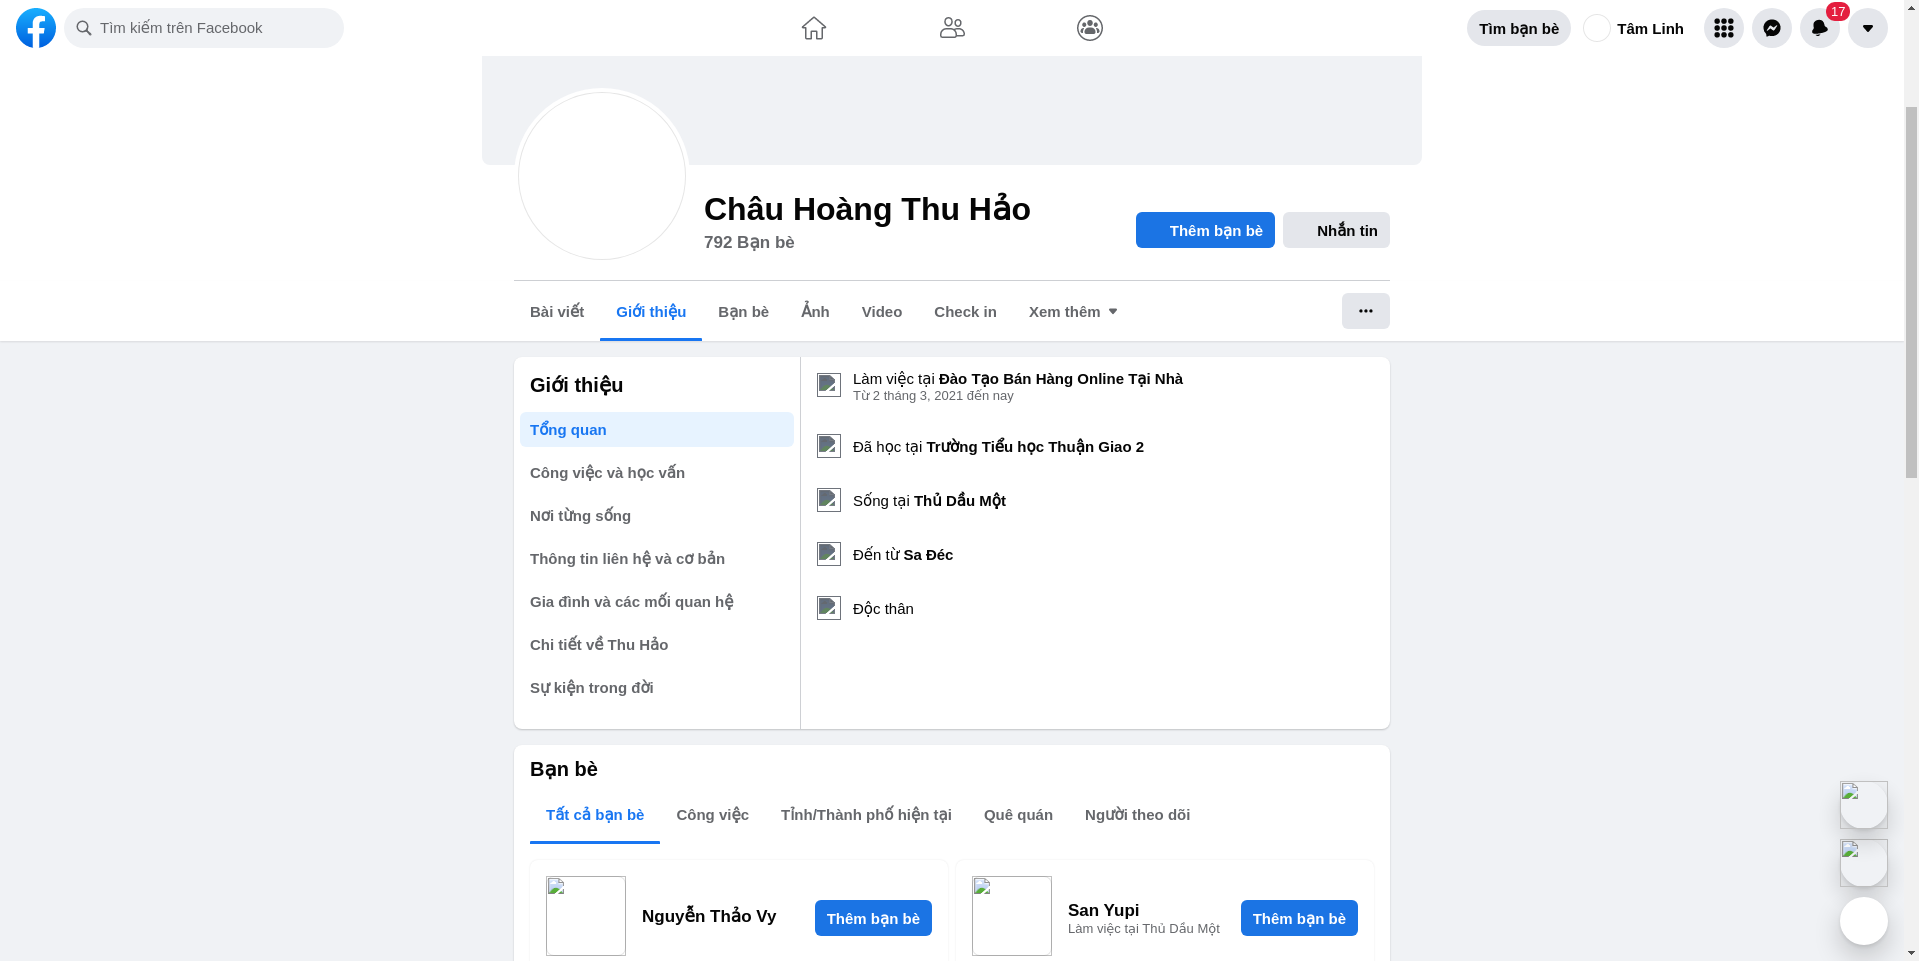 Tìm kiếm trên Facebook
Tìm bạn bè
Tâm Linh
17
Châu Hoàng Thu Hảo
792 Bạn bè
Thêm bạn bè
Nhắn tin
Bài viết
Giới thiệu
Bạn bè
Ảnh
Video
Check in
Xem thêm
Giới thiệu
Tổng quan
Công việc và học vấn
Nơi từng sống
Thông tin liên hệ và cơ bản
Gia đình và các mối quan hệ
Chi tiết về Thu Hảo
Sự kiện trong đời
Làm việc tại Đào Tạo Bán Hàng Online Tại Nhà
Từ 2 tháng 3, 2021 đến nay
Đã học tại Trường Tiểu học Thuận Giao 2
Sống tại Thủ Dầu Một
Đến từ Sa Đéc
Độc thân
Bạn bè
Tất cả bạn bè
Công việc
Tỉnh/Thành phố hiện tại
Quê quán
Người theo dõi
Nguyễn Thảo Vy
Thêm bạn bè
San Yupi
Làm việc tại Thủ Dầu Một
Thêm bạn bè